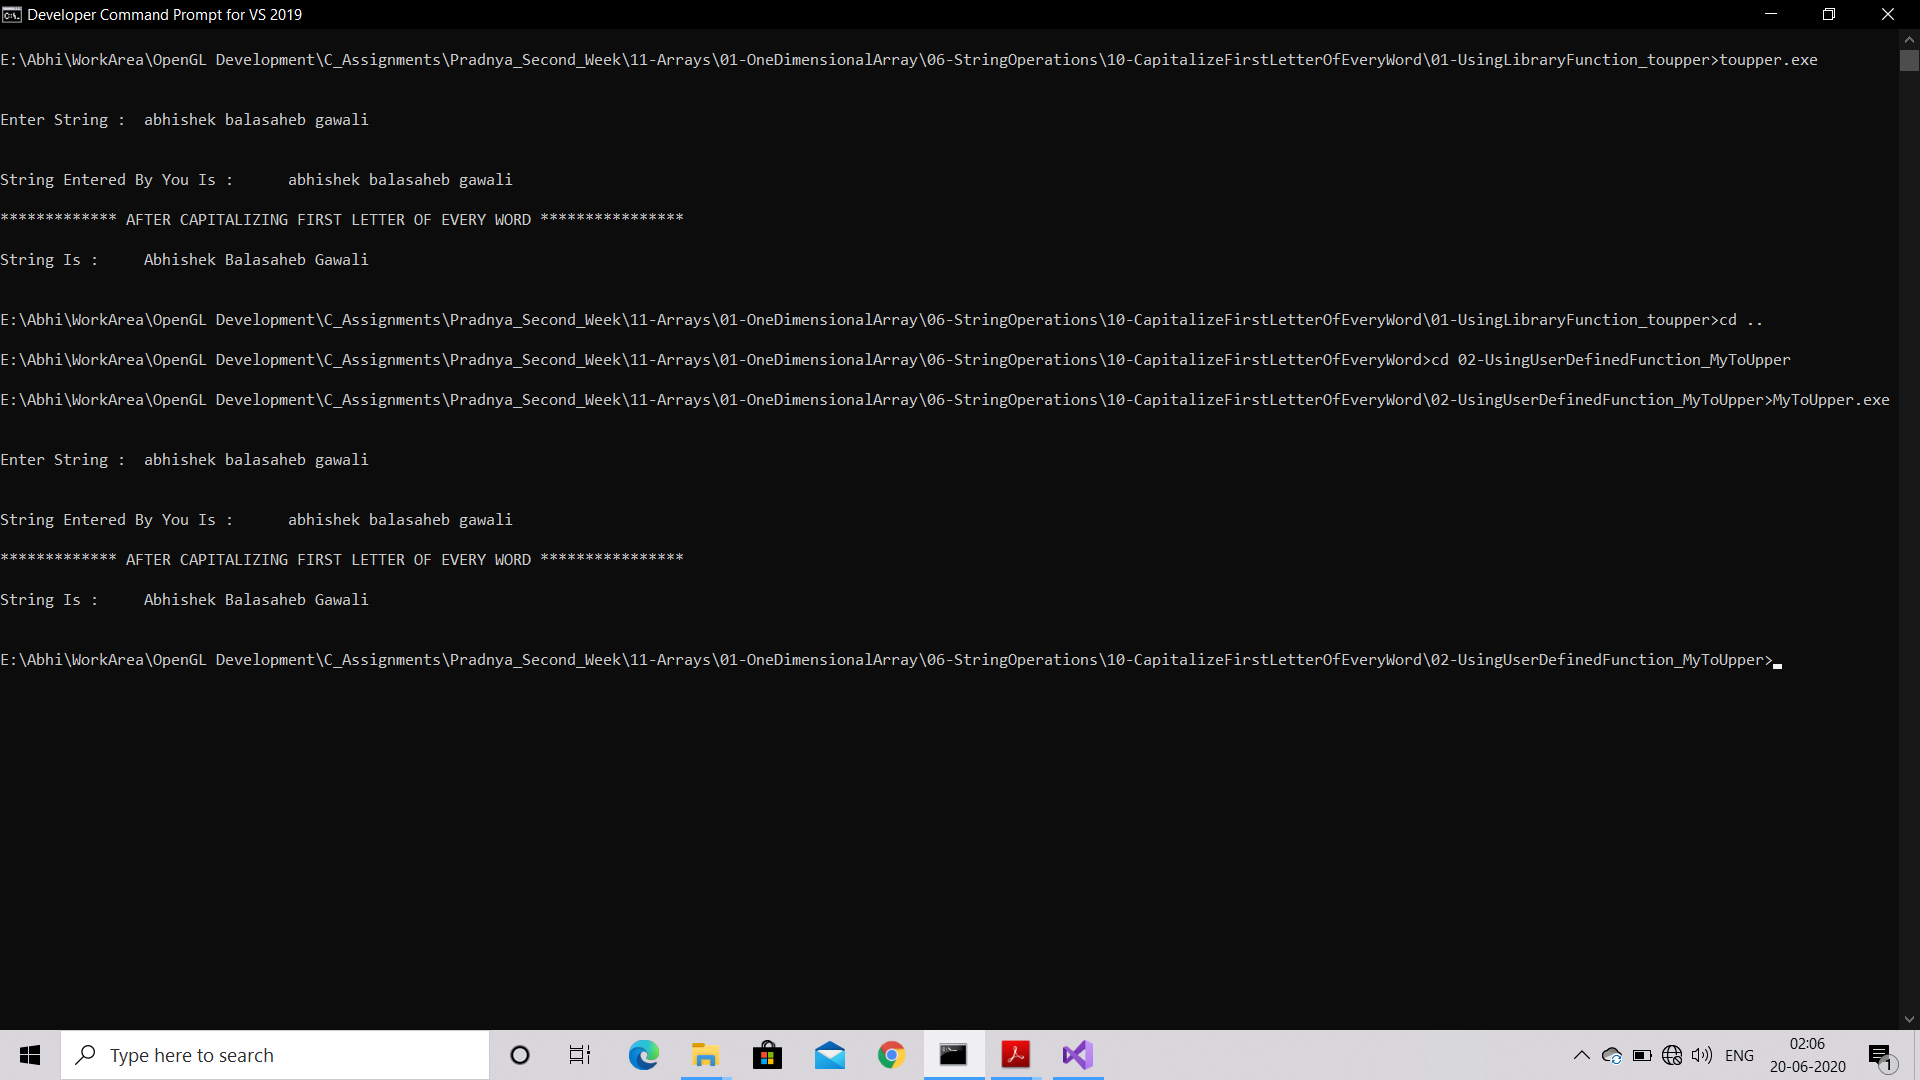 Developer Command Prompt for VS 2019
E:\Abhi\WorkArea\OpenGL Development\C_Assignments\Pradnya_Second_Week\11-Arrays\01-OneDimensionalArray\06-StringOperations\10-CapitalizeFirstLetterOfEveryWord\01-UsingLibraryFunction_toupper>toupper.exe
Enter String :  abhishek balasaheb gawali
String Entered By You Is :      abhishek balasaheb gawali
************* AFTER CAPITALIZING FIRST LETTER OF EVERY WORD ****************
String Is :     Abhishek Balasaheb Gawali
E:\Abhi\WorkArea\OpenGL Development\C_Assignments\Pradnya_Second_Week\11-Arrays\01-OneDimensionalArray\06-StringOperations\10-CapitalizeFirstLetterOfEveryWord\01-UsingLibraryFunction_toupper>cd ..
E:\Abhi\WorkArea\OpenGL Development\C_Assignments\Pradnya_Second_Week\11-Arrays\01-OneDimensionalArray\06-StringOperations\10-CapitalizeFirstLetterOfEveryWord>cd 02-UsingUserDefinedFunction_MyToUpper
E:\Abhi\WorkArea\OpenGL Development\C_Assignments\Pradnya_Second_Week\11-Arrays\01-OneDimensionalArray\06-StringOperations\10-CapitalizeFirstLetterOfEveryWord\02-UsingUserDefinedFunction_MyToUpper>MyToUpper.exe
Enter String :  abhishek balasaheb gawali
String Entered By You Is :      abhishek balasaheb gawali
************* AFTER CAPITALIZING FIRST LETTER OF EVERY WORD ****************
String Is :     Abhishek Balasaheb Gawali
E:\Abhi\WorkArea\OpenGL Development\C_Assignments\Pradnya_Second_Week\11-Arrays\01-OneDimensionalArray\06-StringOperations\10-CapitalizeFirstLetterOfEveryWord\02-UsingUserDefinedFunction_MyToUpper>
Type here to search
ENG
02:06
20-06-2020
1